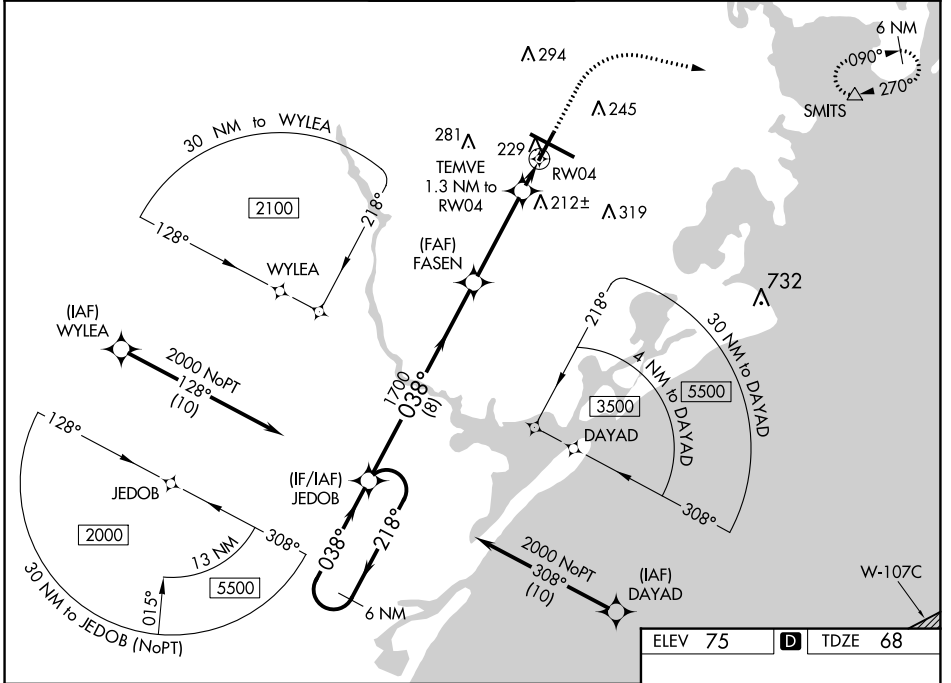 294
6 NM
090°
270°
SMITS
245
30 NM to WYLEA
281
229
TEMVE
1.3 NM to
RW04
RW04
212±
319
2100
128°
218°
WYLEA
(FAF)
FASEN
732
(IAF)
WYLEA
2000 NoPT
128°
(10)
218°
30 NM to DAYAD
4 NM to DAYAD
5500
3500
DAYAD
308°
1700
038°
(8)
128°
JEDOB
(IF/IAF)
JEDOB
2000
308°
13 NM
5500
015°
30 NM to JEDOB (NoPT)
038°
218°
6 NM
2000 NoPT
308°
(10)
(IAF)
DAYAD
W-107C
ELEV 75 D TDZE 68